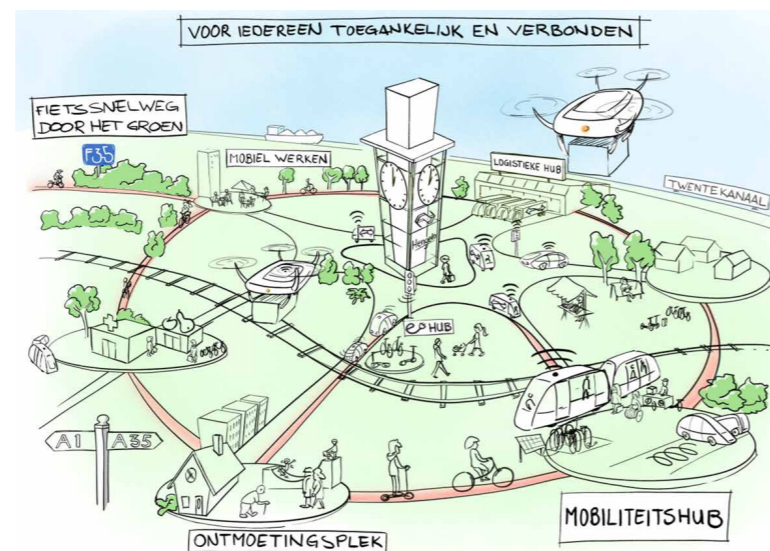 VOOR IEDEREEN TOEGANKELIJK EN VERBONDEN
FIETSSNELWEG
DOOR HET GROEN
F35
MOBIEL WERKEN
LOGISTIEKE HUB
TWENTEKANAAL
HUB
A1 A35
ONTMOETINGSPLEK
MOBILITEITSHUB